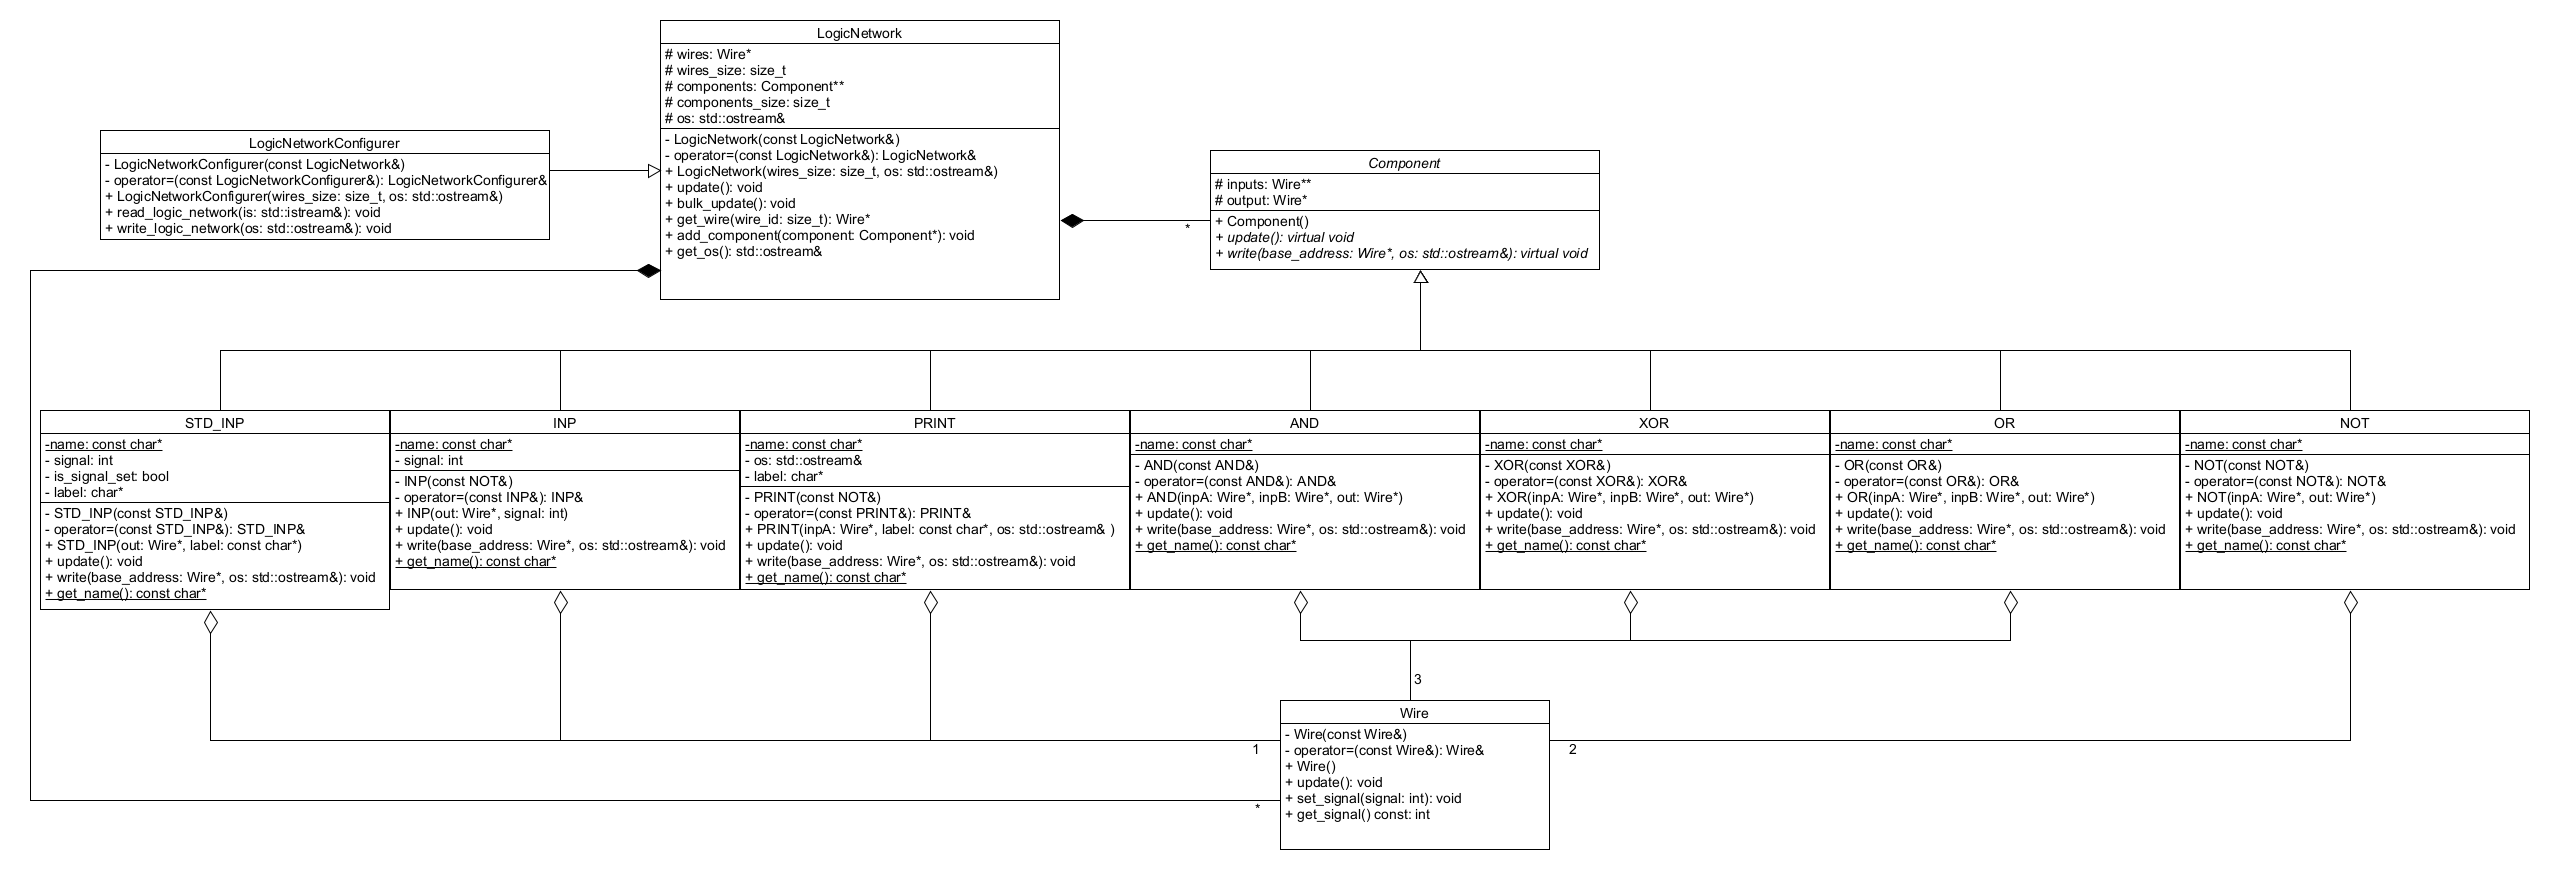 LogicNetwork
# wires: Wire*
# wires_size: size_t
# components: Component**
# components_size: size_t
# os: std::ostream&
- LogicNetwork(const LogicNetwork&)
- operator=(const LogicNetwork&): LogicNetwork&
+ LogicNetwork(wires_size: size_t, os: std::ostream&)
+ update(): void
+ bulk_update(): void
+ get_wire(wire_id: size_t): Wire*
+ add_component(component: Component*): void
+ get_os(): std::ostream&
LogicNetworkConfigurer
- LogicNetworkConfigurer(const LogicNetwork&)
- operator=(const LogicNetworkConfigurer&): LogicNetworkConfigurer&
+ LogicNetworkConfigurer(wires_size: size_t, os: std::ostream&)
+ read_logic_network(is: std::istream&): void
+ write_logic_network(os: std::ostream&): void
Component
# inputs: Wire**
# output: Wire*
+ Component()
+ update(): virtual void
+ write(base_address: Wire*, os: std::ostream&): virtual void
*
STD_INP
-name: const char*
- signal: int
- is_signal_set: bool
- label: char*
- STD_INP(const STD_INP&)
- operator=(const STD_INP&): STD_INP&
+ STD_INP(out: Wire*, label: const char*)
+ update(): void
+ write(base_address: Wire*, os: std::ostream&): void
+ get_name(): const char*
INP
-name: const char*
- signal: int
- INP(const NOT&)
- operator=(const INP&): INP&
+ INP(out: Wire*, signal: int)
+ update(): void
+ write(base_address: Wire*, os: std::ostream&): void
+ get_name(): const char*
PRINT
-name: const char*
- os: std::ostream&
- label: char*
- PRINT(const NOT&)
- operator=(const PRINT&): PRINT&
+ PRINT(inpA: Wire*, label: const char*, os: std::ostream& )
+ update(): void
+ write(base_address: Wire*, os: std::ostream&): void
+ get_name(): const char*
AND
-name: const char*
- AND(const AND&)
- operator=(const AND&): AND&
+ AND(inpA: Wire*, inpB: Wire*, out: Wire*)
+ update(): void
+ write(base_address: Wire*, os: std::ostream&): void
+ get_name(): const char*
XOR
-name: const char*
- XOR(const XOR&)
- operator=(const XOR&): XOR&
+ XOR(inpA: Wire*, inpB: Wire*, out: Wire*)
+ update(): void
+ write(base_address: Wire*, os: std::ostream&): void
+ get_name(): const char*
OR
-name: const char*
- OR(const OR&)
- operator=(const OR&): OR&
+ OR(inpA: Wire*, inpB: Wire*, out: Wire*)
+ update(): void
+ write(base_address: Wire*, os: std::ostream&): void
+ get_name(): const char*
NOT
-name: const char*
- NOT(const NOT&)
- operator=(const NOT&): NOT&
+ NOT(inpA: Wire*, out: Wire*)
+ update(): void
+ write(base_address: Wire*, os: std::ostream&): void
+ get_name(): const char*
3
Wire
- Wire(const Wire&)
- operator=(const Wire&): Wire&
+ Wire()
+ update(): void
+ set_signal(signal: int): void
+ get_signal() const: int
1
2
*